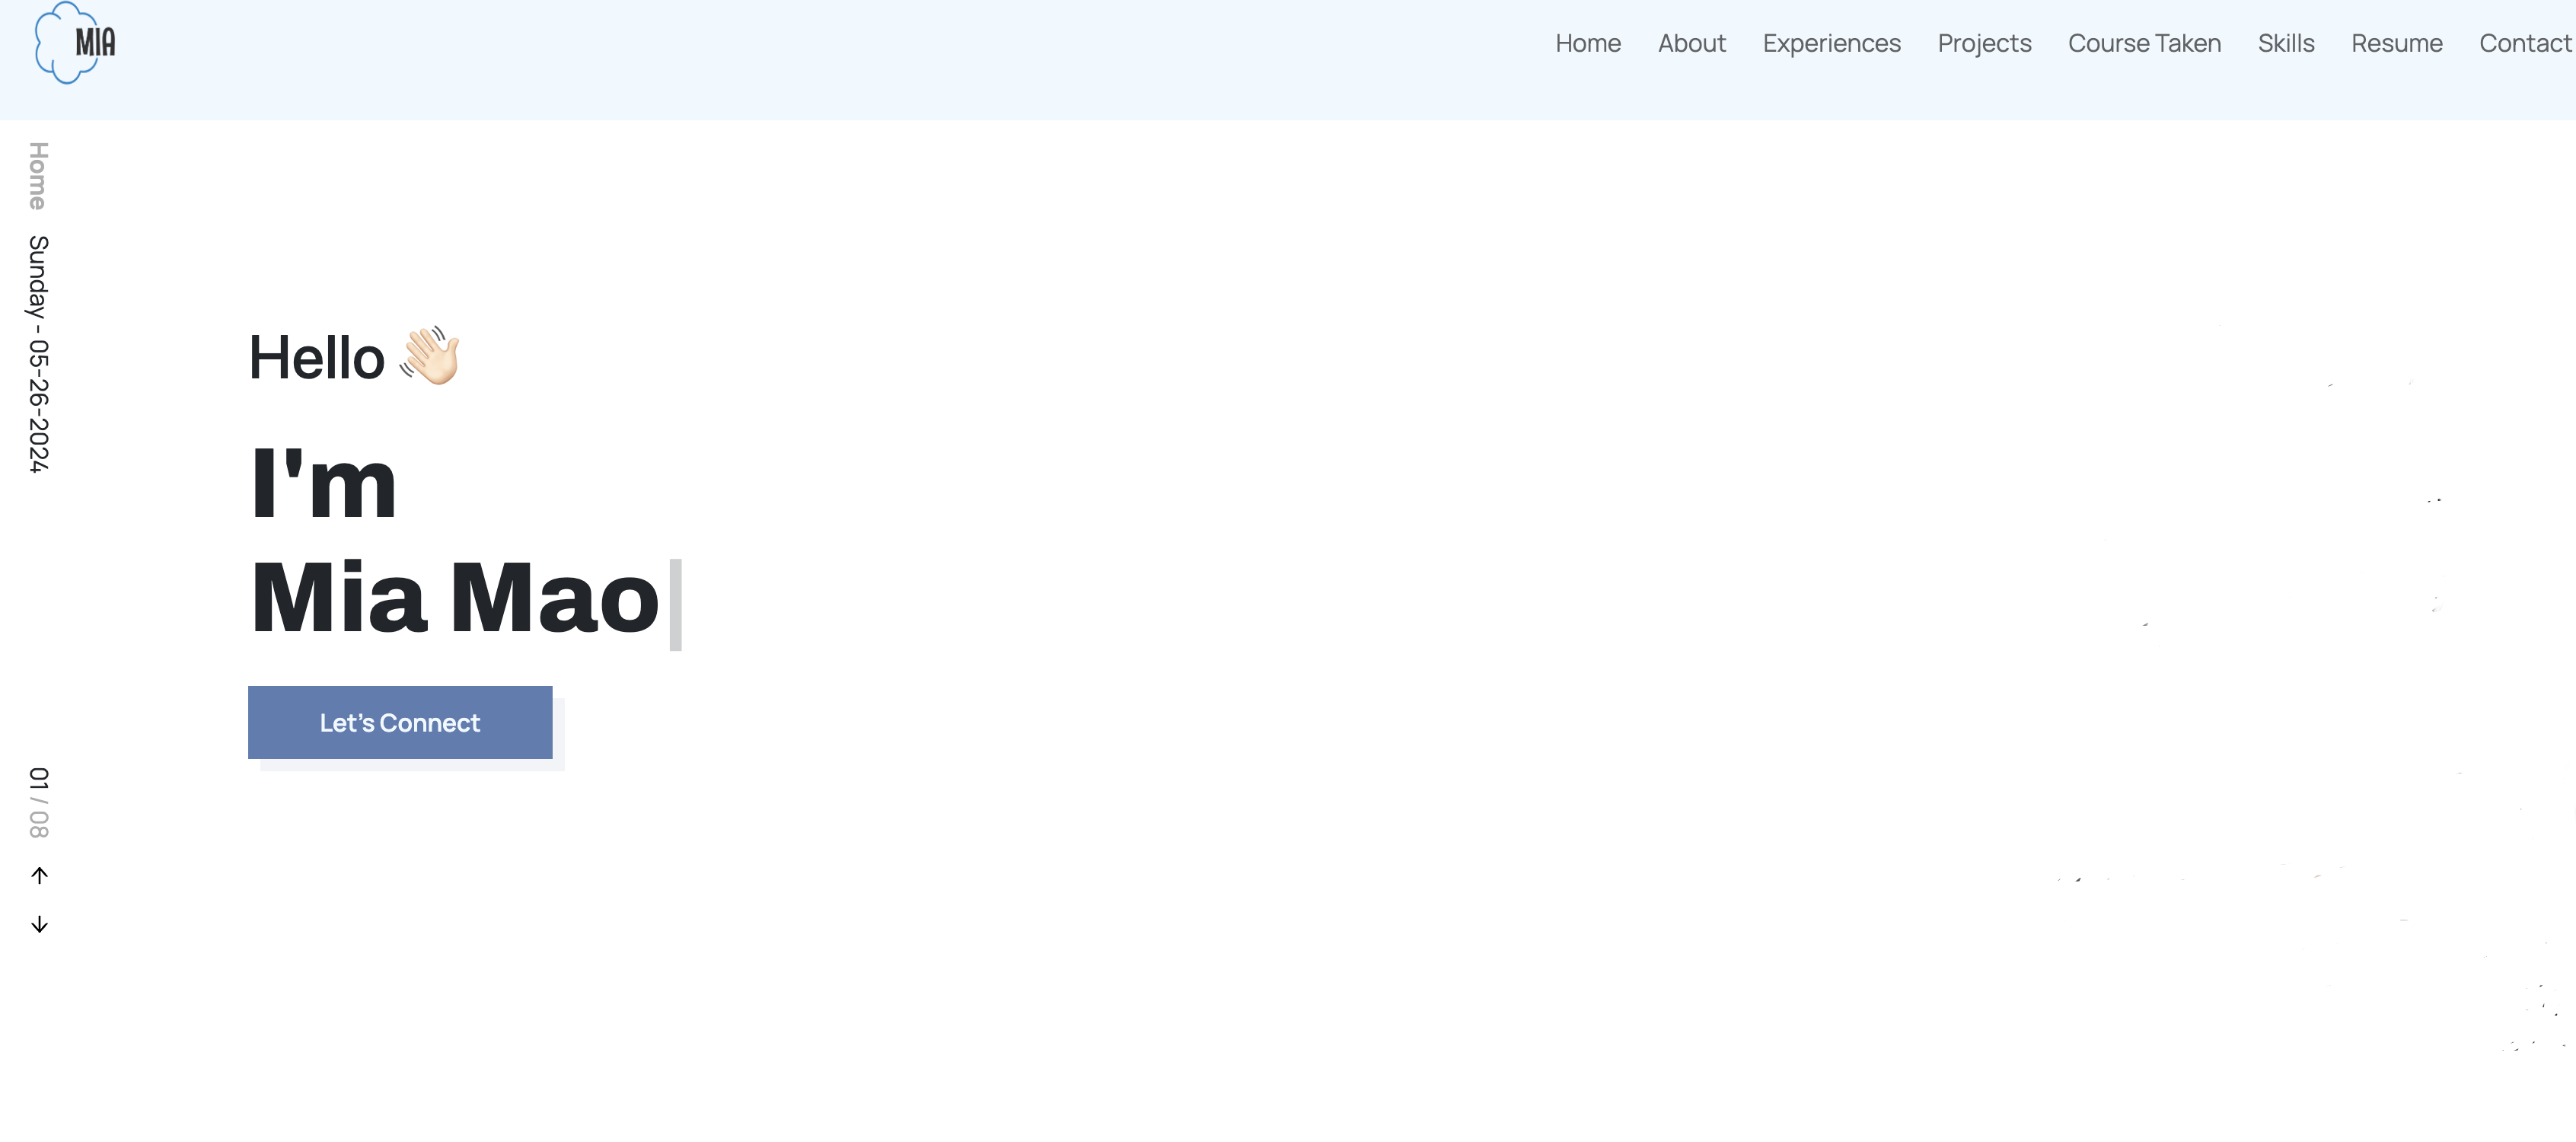 MIA
Home About Experiences Projects Course Taken Skills Resume Contact
Home Sunday - 05-26-2024
Hello 👋🏻
I'm
Mia Mao|
Let's Connect
01 / 08